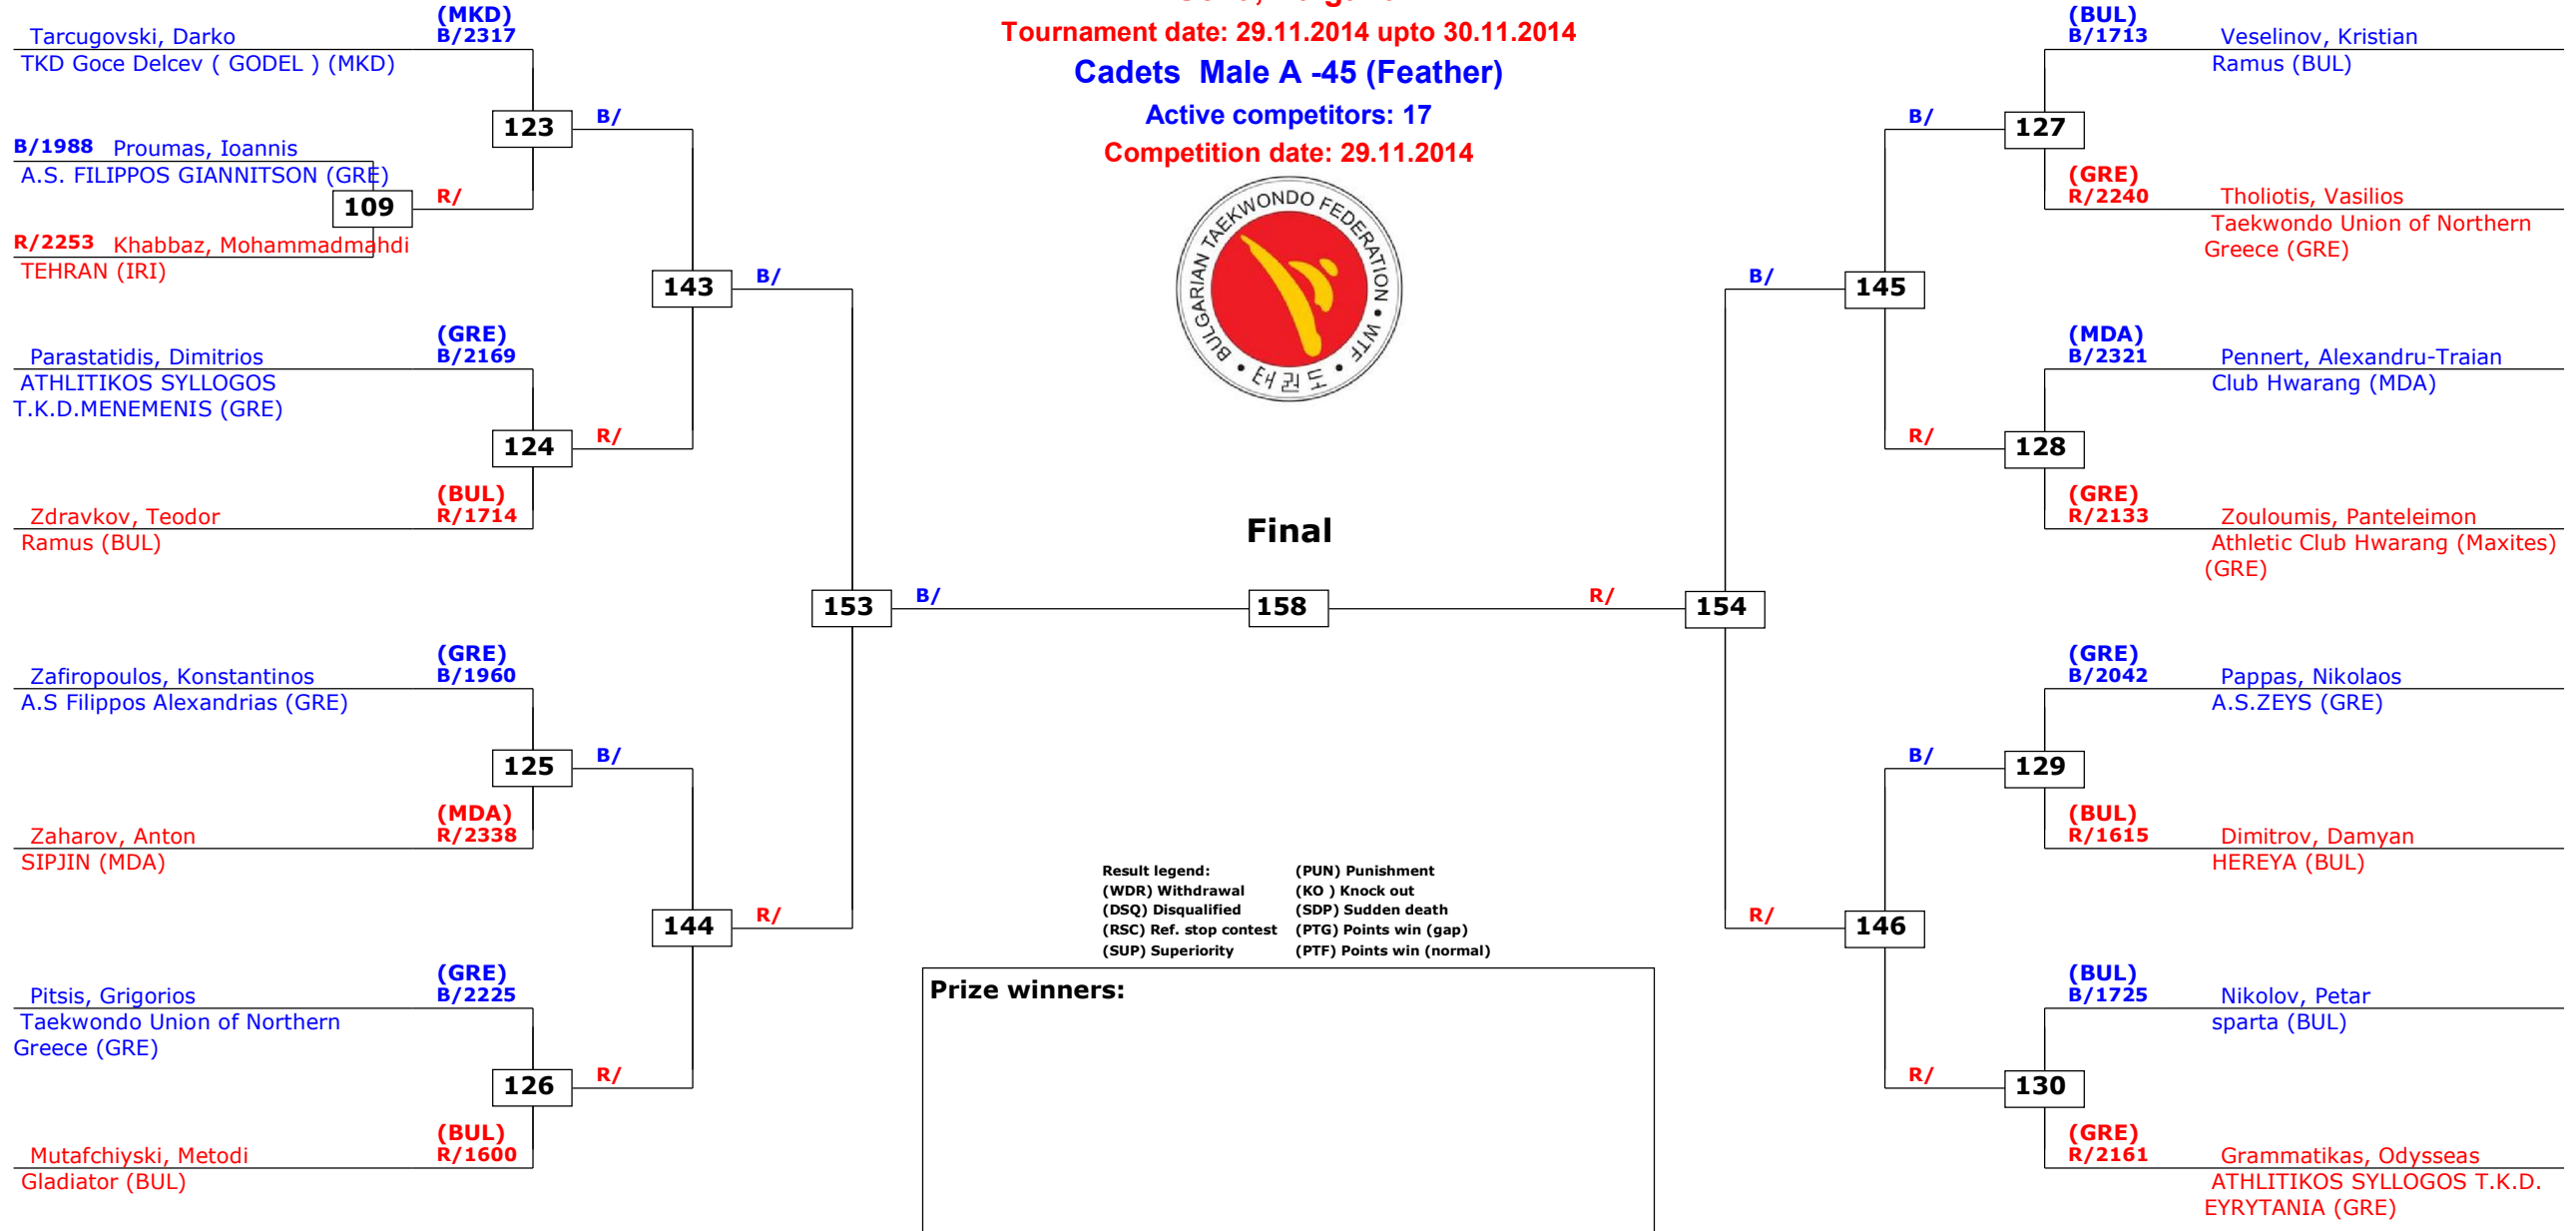 Tournament date: 29.11.2014 upto 30.11.2014
Cadets Male A -45 (Feather)
Active competitors: 17
Competition date: 29.11.2014
BULGARIAN TAEKWONDO FEDERATION • WTF •
태권도
(MKD)
Tarcugovski, Darko B/2317
TKD Goce Delcev ( GODEL ) (MKD)
123
B/
B/1988 Proumas, Ioannis
A.S. FILIPPOS GIANNITSON (GRE)
109
R/
R/2253 Khabbaz, Mohammadmahdi
TEHRAN (IRI)
143
B/
(GRE)
Parastatidis, Dimitrios B/2169
ATHLITIKOS SYLLOGOS
T.K.D.MENEMENIS (GRE)
124
R/
(BUL)
Zdravkov, Teodor R/1714
Ramus (BUL)
153
B/
(GRE)
Zafiropoulos, Konstantinos B/1960
A.S Filippos Alexandrias (GRE)
125
B/
(MDA)
Zaharov, Anton R/2338
SIPJIN (MDA)
144
R/
(GRE)
Pitsis, Grigorios B/2225
Taekwondo Union of Northern
Greece (GRE)
126
R/
(BUL)
Mutafchiyski, Metodi R/1600
Gladiator (BUL)
Final
158
R/
154
(BUL)
B/1713 Veselinov, Kristian
Ramus (BUL)
B/
127
(GRE)
R/2240 Tholiotis, Vasilios
Taekwondo Union of Northern
Greece (GRE)
B/
145
(MDA)
B/2321 Pennert, Alexandru-Traian
Club Hwarang (MDA)
R/
128
(GRE)
R/2133 Zouloumis, Panteleimon
Athletic Club Hwarang (Maxites)
(GRE)
(GRE)
B/2042 Pappas, Nikolaos
A.S.ZEYS (GRE)
B/
129
(BUL)
R/1615 Dimitrov, Damyan
HEREYA (BUL)
R/
146
(BUL)
B/1725 Nikolov, Petar
sparta (BUL)
R/
130
(GRE)
R/2161 Grammatikas, Odysseas
ATHLITIKOS SYLLOGOS T.K.D.
EYRYTANIA (GRE)
Result legend: (PUN) Punishment
(WDR) Withdrawal (KO ) Knock out
(DSQ) Disqualified (SDP) Sudden death
(RSC) Ref. stop contest (PTG) Points win (gap)
(SUP) Superiority (PTF) Points win (normal)
Prize winners: